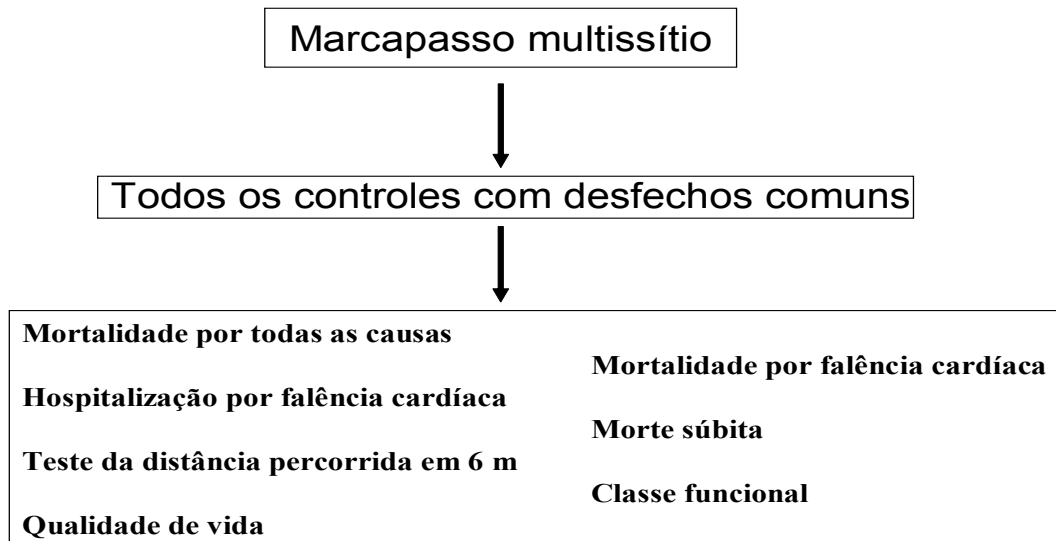 Marcapasso multissítio
Todos os controles com desfechos comuns
Mortalidade por todas as causas
Hospitalização por falência cardíaca
Teste da distância percorrida em 6 m
Qualidade de vida
Mortalidade por falência cardíaca
Morte súbita
Classe funcional